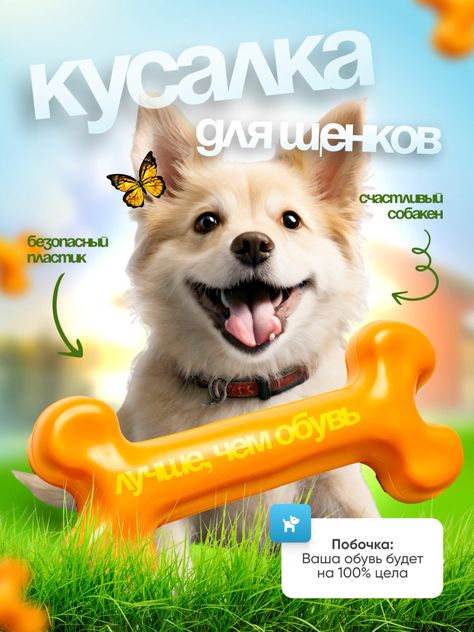 кусалка
для щенков
счастливый
собакен
безопасный
пластик
лучше, чем обувь
Побочка:
Ваша обувь будет
на 100% цела